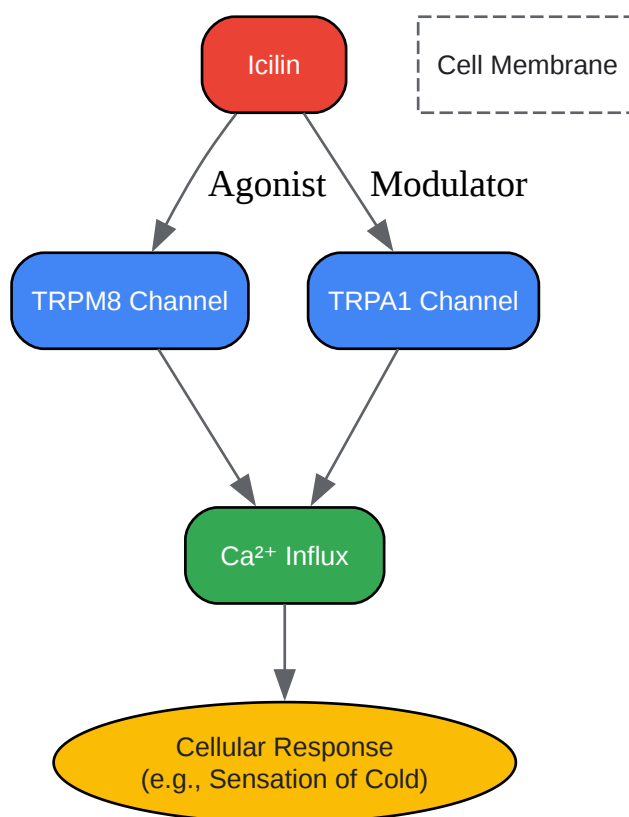 Icilin
Cell Membrane
Agonist
Modulator
TRPM8 Channel
TRPA1 Channel
Ca²⁺ Influx
Cellular Response
(e.g., Sensation of Cold)